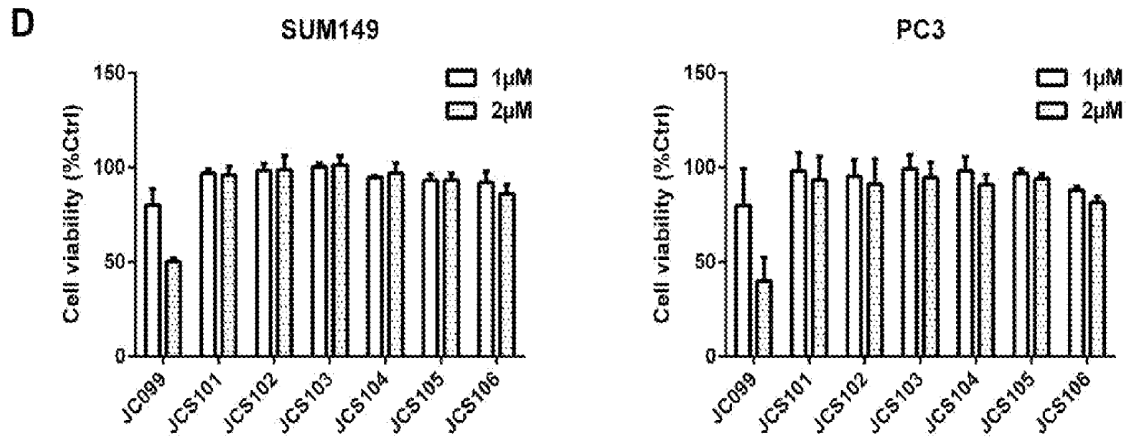 D
SUM149
Cell viability (%Ctrl)
150
100
50
0
1µM
2µM
JC099
JCS101
JCS102
JCS103
JCS104
JCS105
JCS106
PC3
Cell viability (%Ctrl)
150
100
50
0
1µM
2µM
JC099
JCS101
JCS102
JCS103
JCS104
JCS105
JCS106